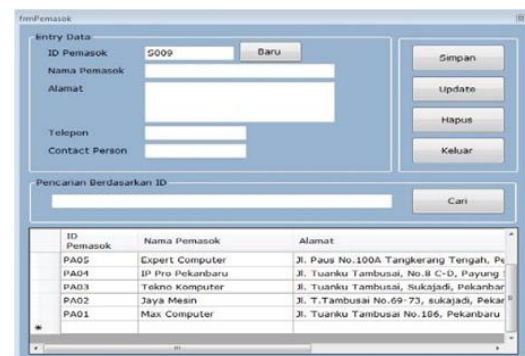 frmPemasok
Entry Data
ID Pemasok S009 Baru
Nama Pemasok
Alamat
Telepon
Contact Person
Simpan
Update
Hapus
Keluar
Pencarian Berdasarkan ID
Cari
ID Pemasok Nama Pemasok Alamat
PA05 Expert Computer Jl. Paus No.100A Tangkerang Tengah, Pe
PA04 IP Pro Pekanbaru Jl. Tuanku Tambusai, No.8 C-D, Payung
PA03 Tekno Komputer Jl. Tuanku Tambusai, Sukajadi, Pekanbar
PA02 Jaya Mesin Jl. T.Tambusai No.69-73, sukajadi, Pekar
PA01 Max Computer Jl. Tuanku Tambusai No.186, Pekanbaru